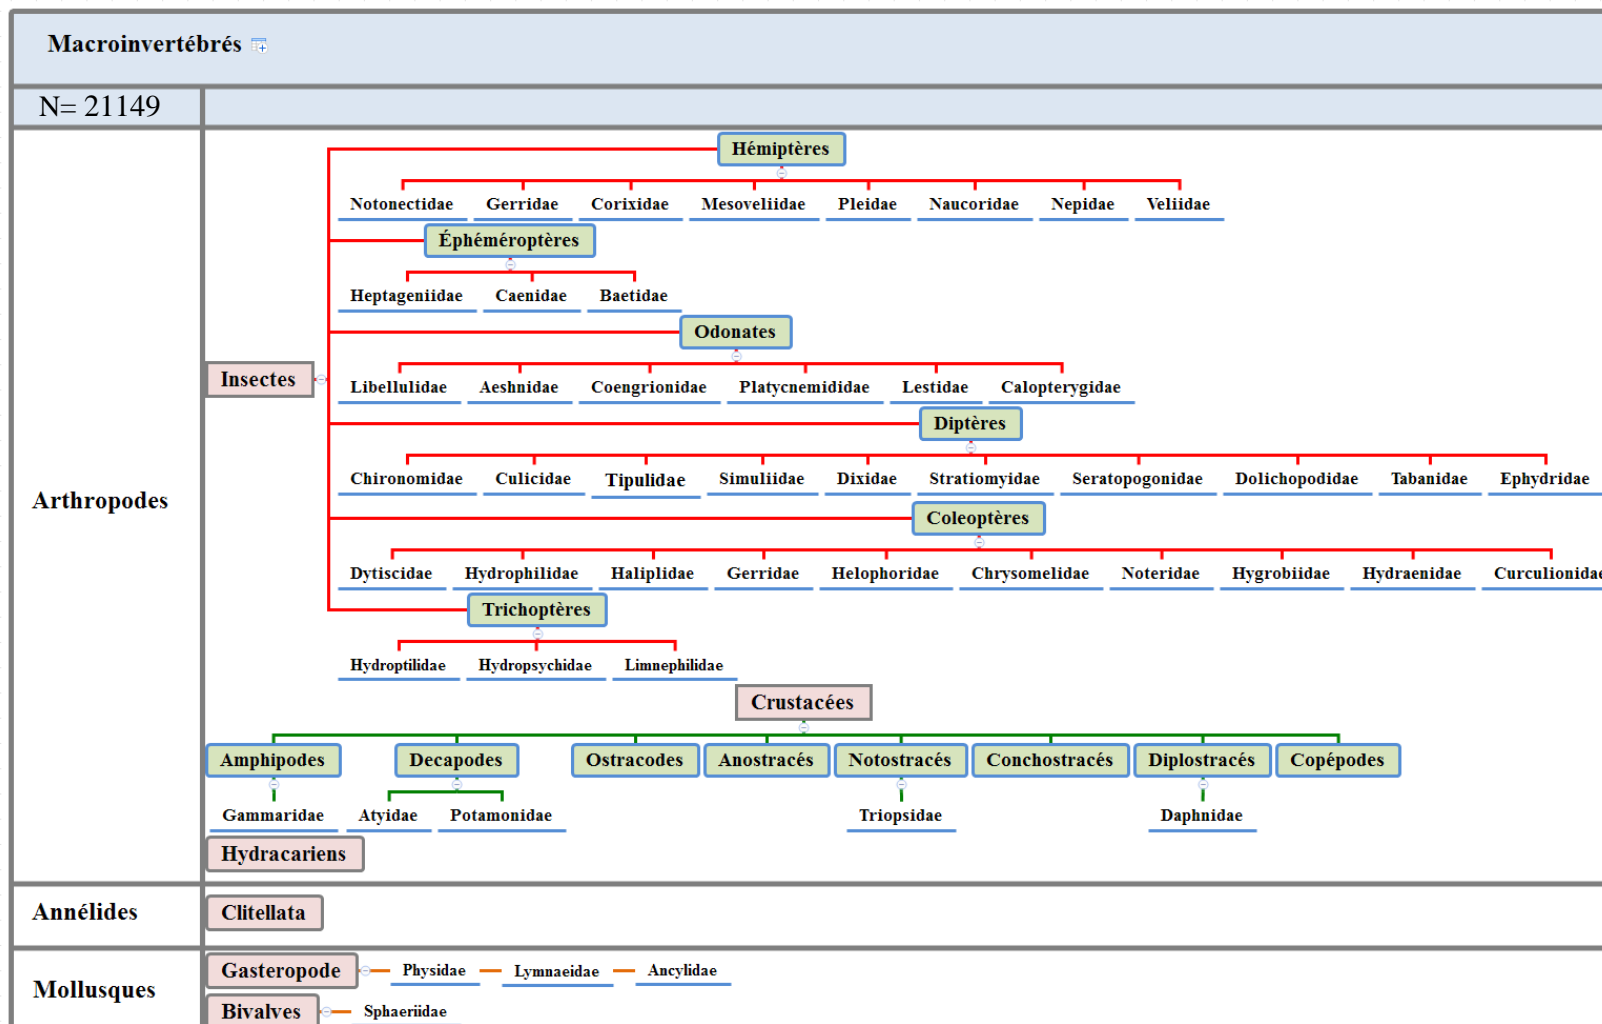 Macroinvertébrés
N= 21149
Hémiptères
Notonectidae Gerridae Corixidae Mesoveliidae Pleidae Naucoridae Nepidae Veliidae
Éphéméroptères
Heptageniidae Caenidae Baetidae
Odonates
Insectes
Libellulidae Aeshnidae Coengrionidae Platycnemididae Lestidae Calopterygidae
Diptères
Chironomidae Culicidae Tipulidae Simuliidae Dixidae Stratiomyidae Seratopogonidae Dolichopodidae Tabanidae Ephydridae
Arthropodes
Coleoptères
Dytiscidae Hydrophilidae Haliplidae Gerridae Helophoridae Chrysomelidae Noteridae Hygrobiidae Hydraenidae Curculionidae
Trichoptères
Hydroptilidae Hydropsychidae Limnephilidae
Crustacées
Amphipodes Decapodes Ostracodes Anostracés Notostracés Conchostracés Diplostracés Copépodes
Gammaridae Atyidae Potamonidae Triopsidae Daphnidae
Hydracariens
Annélides Clitellata
Gasteropode Physidae Lymnaeidae Ancylidae
Mollusques
Bivalves Sphaeriidae